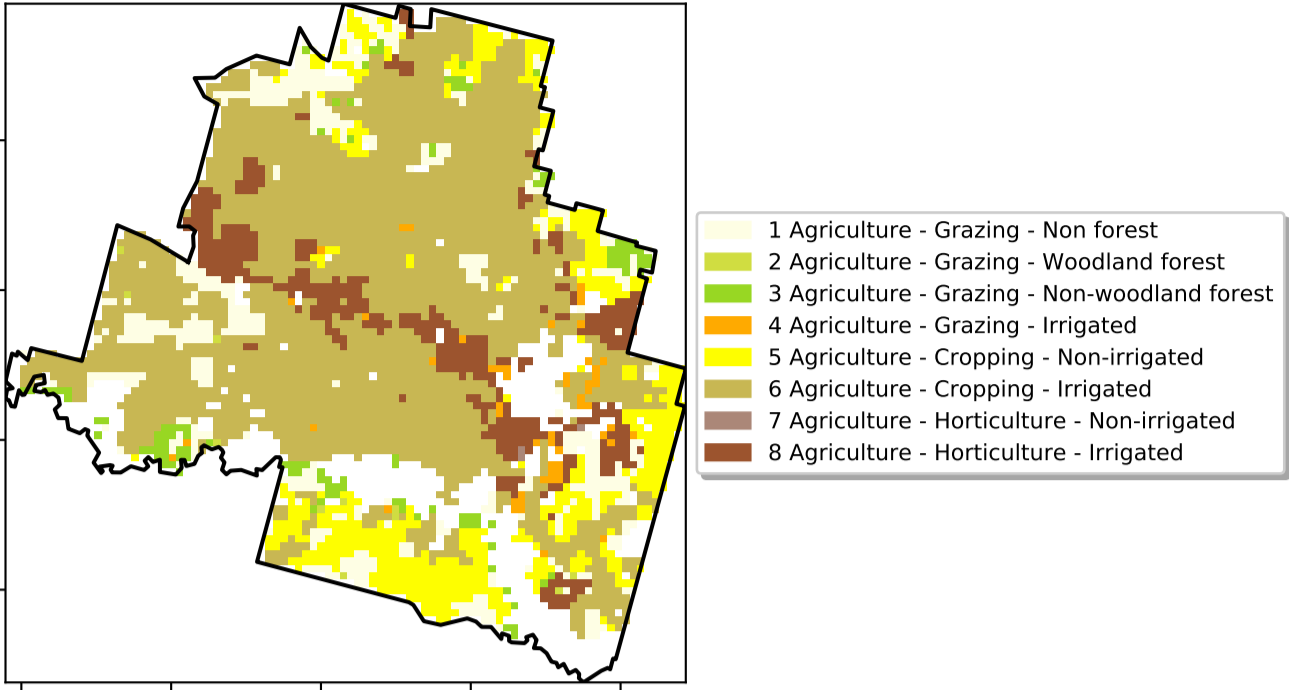 1 Agriculture - Grazing - Non forest
2 Agriculture - Grazing - Woodland forest
3 Agriculture - Grazing - Non-woodland forest
4 Agriculture - Grazing - Irrigated
5 Agriculture - Cropping - Non-irrigated
6 Agriculture - Cropping - Irrigated
7 Agriculture - Horticulture - Non-irrigated
8 Agriculture - Horticulture - Irrigated